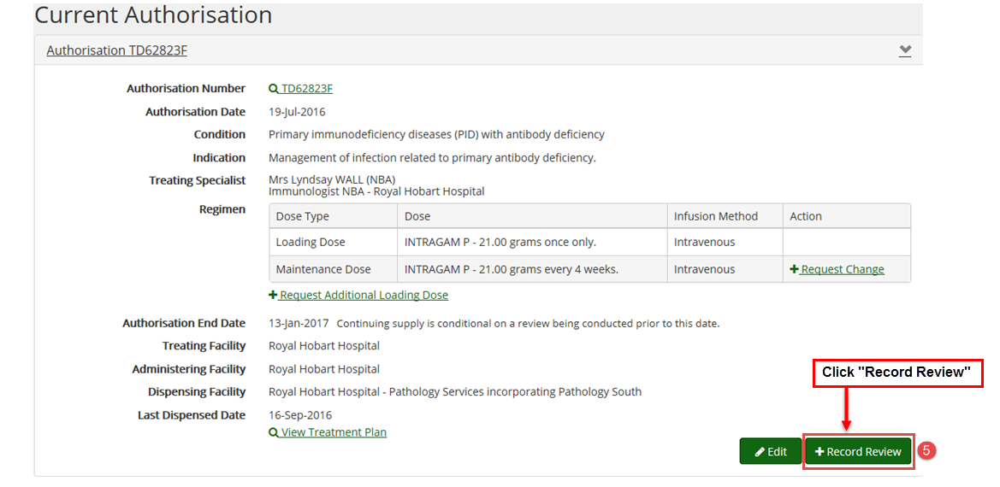 Current Authorisation
Authorisation TD62823F
Authorisation Number TD62823F
Authorisation Date 19-Jul-2016
Condition Primary immunodeficiency diseases (PID) with antibody deficiency
Indication Management of infection related to primary antibody deficiency.
Treating Specialist Mrs Lyndsay WALL (NBA)
Immunologist NBA - Royal Hobart Hospital
Regimen
Dose Type Dose Infusion Method Action
Loading Dose INTRAGAM P - 21.00 grams once only. Intravenous
Maintenance Dose INTRAGAM P - 21.00 grams every 4 weeks. Intravenous Request Change
Request Additional Loading Dose
Authorisation End Date 13-Jan-2017 Continuing supply is conditional on a review being conducted prior to this date.
Treating Facility Royal Hobart Hospital
Administering Facility Royal Hobart Hospital
Dispensing Facility Royal Hobart Hospital - Pathology Services incorporating Pathology South
Last Dispensed Date 16-Sep-2016
View Treatment Plan
Click "Record Review"
Edit Record Review 5